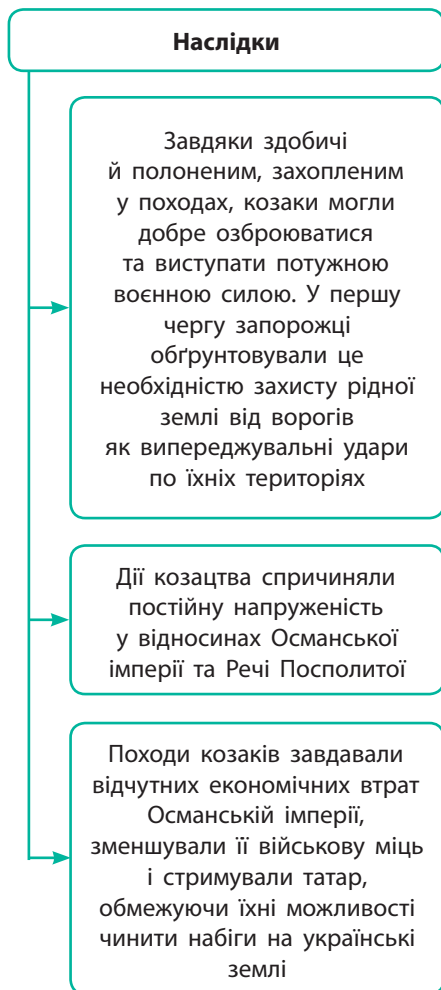 Наслідки
Завдяки здобичі
й полоненим, захопленим
у походах, козаки могли
добре озброюватися
та виступати потужною
воєнною силою. У першу
чергу запорожці
обґрунтовували це
необхідністю захисту рідної
землі від ворогів
як випереджувальні удари
по їхніх територіях
Дії козацтва спричиняли
постійну напруженість
у відносинах Османської
імперії та Речі Посполитої
Походи козаків завдавали
відчутних економічних втрат
Османській імперії,
зменшували її військову міць
і стримували татар,
обмежуючи їхні можливості
чинити набіги на українські
землі